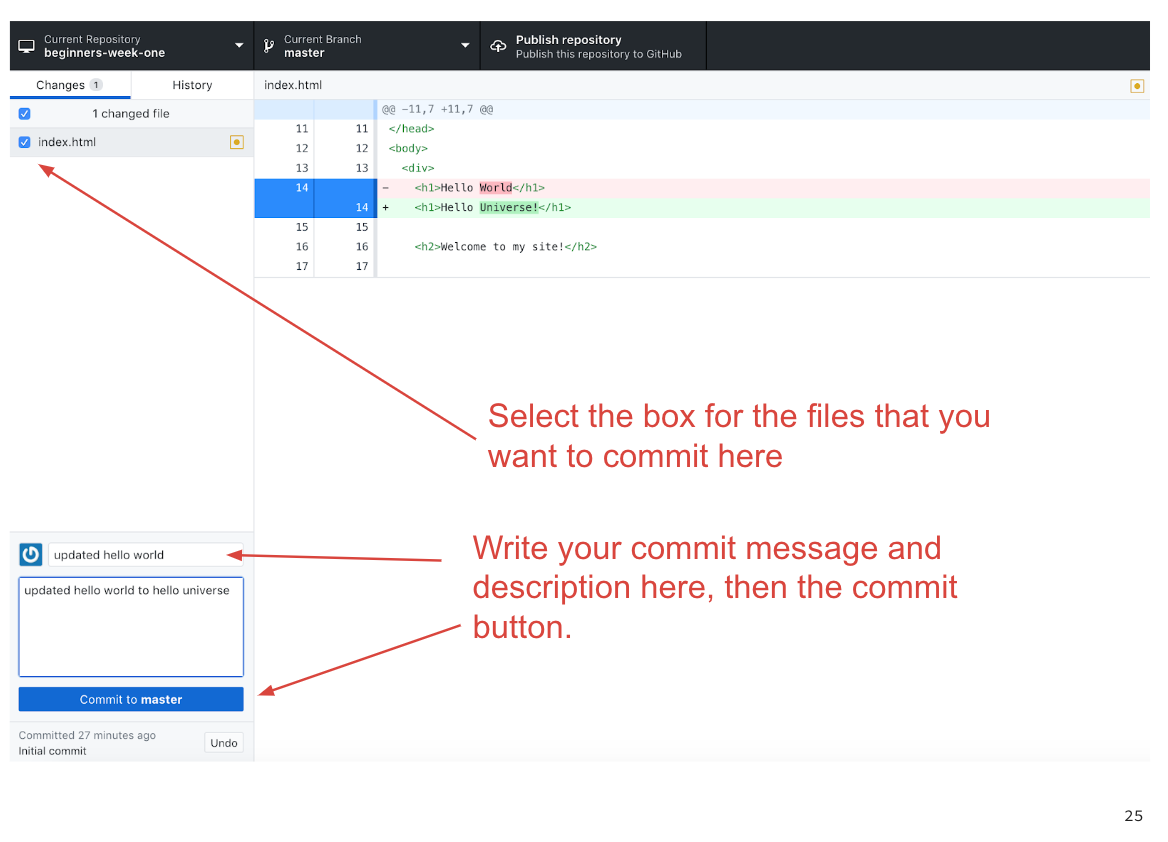 Current Repository
beginners-week-one
Current Branch
master
Publish repository
Publish this repository to GitHub
Changes 1
History
index.html
1 changed file
index.html
@@ -11,7 +11,7 @@
11 11 </head>
12 12 <body>
13 13 <div>
14 - <h1>Hello World</h1>
14 + <h1>Hello Universe!</h1>
15 15
16 16 <h2>Welcome to my site!</h2>
17 17
Select the box for the files that you
want to commit here
updated hello world
updated hello world to hello universe
Write your commit message and
description here, then the commit
button.
Commit to master
Committed 27 minutes ago
Initial commit
Undo
25